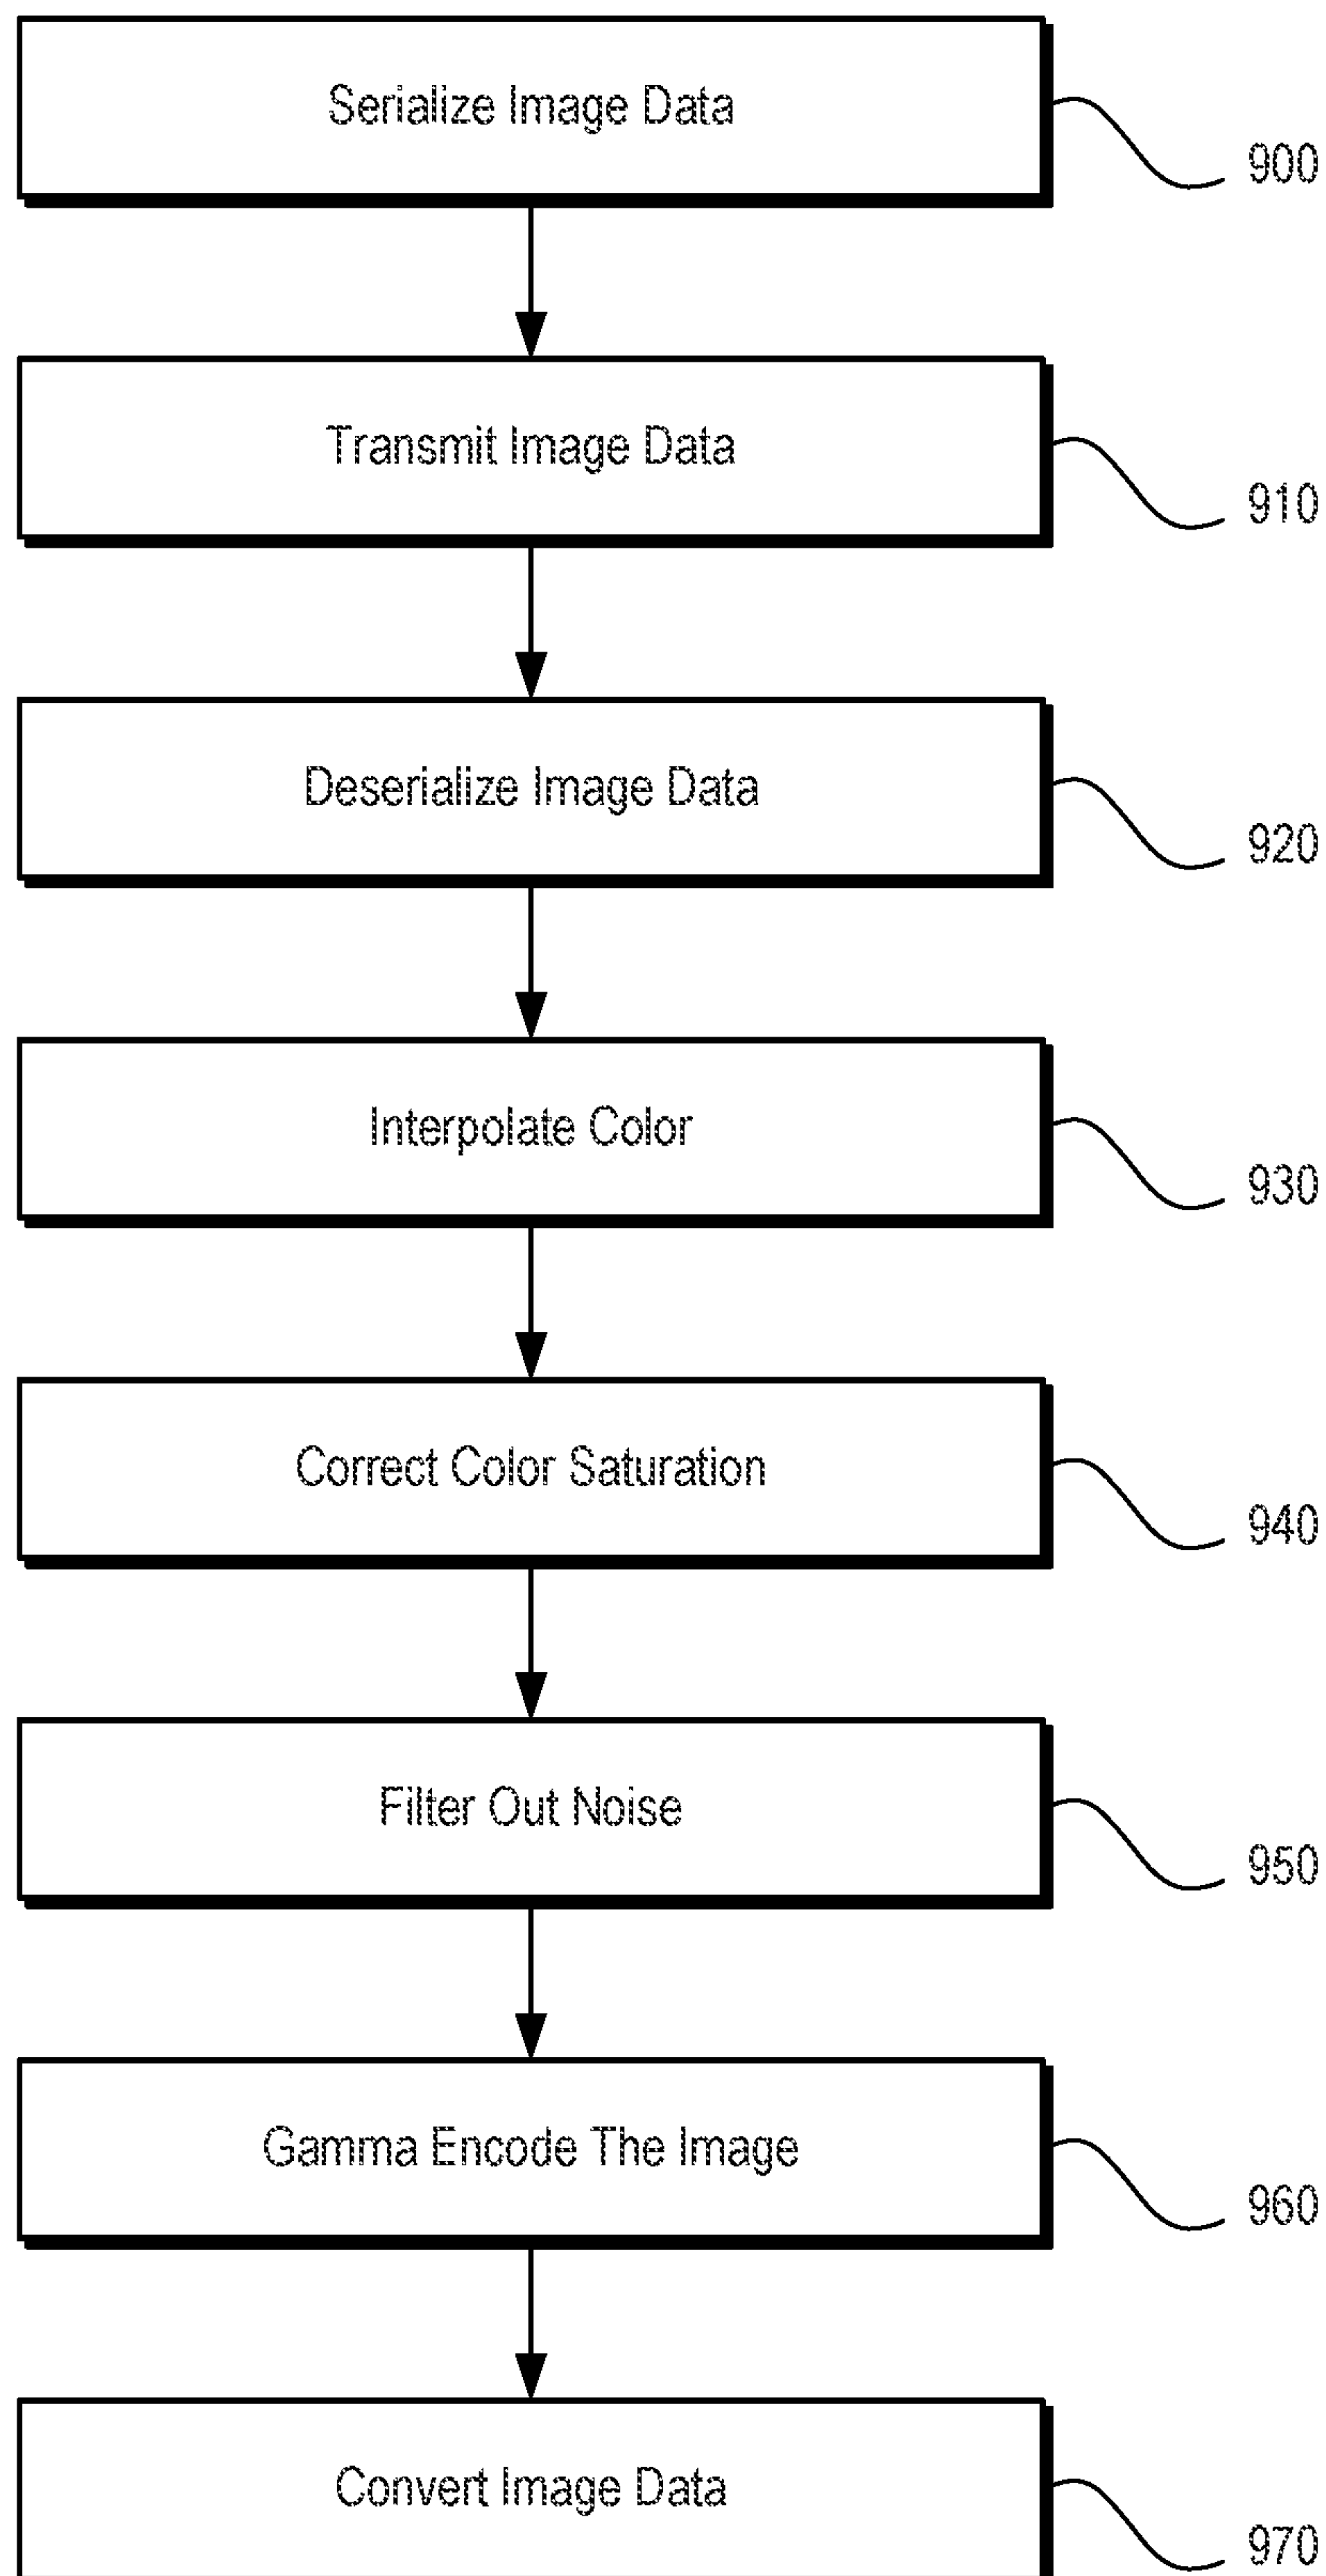 Serialize Image Data
900
Transmit Image Data
910
Deserialize Image Data
920
Interpolate Color
930
Correct Color Saturation
940
Filter Out Noise
950
Gamma Encode The Image
960
Convert Image Data
970